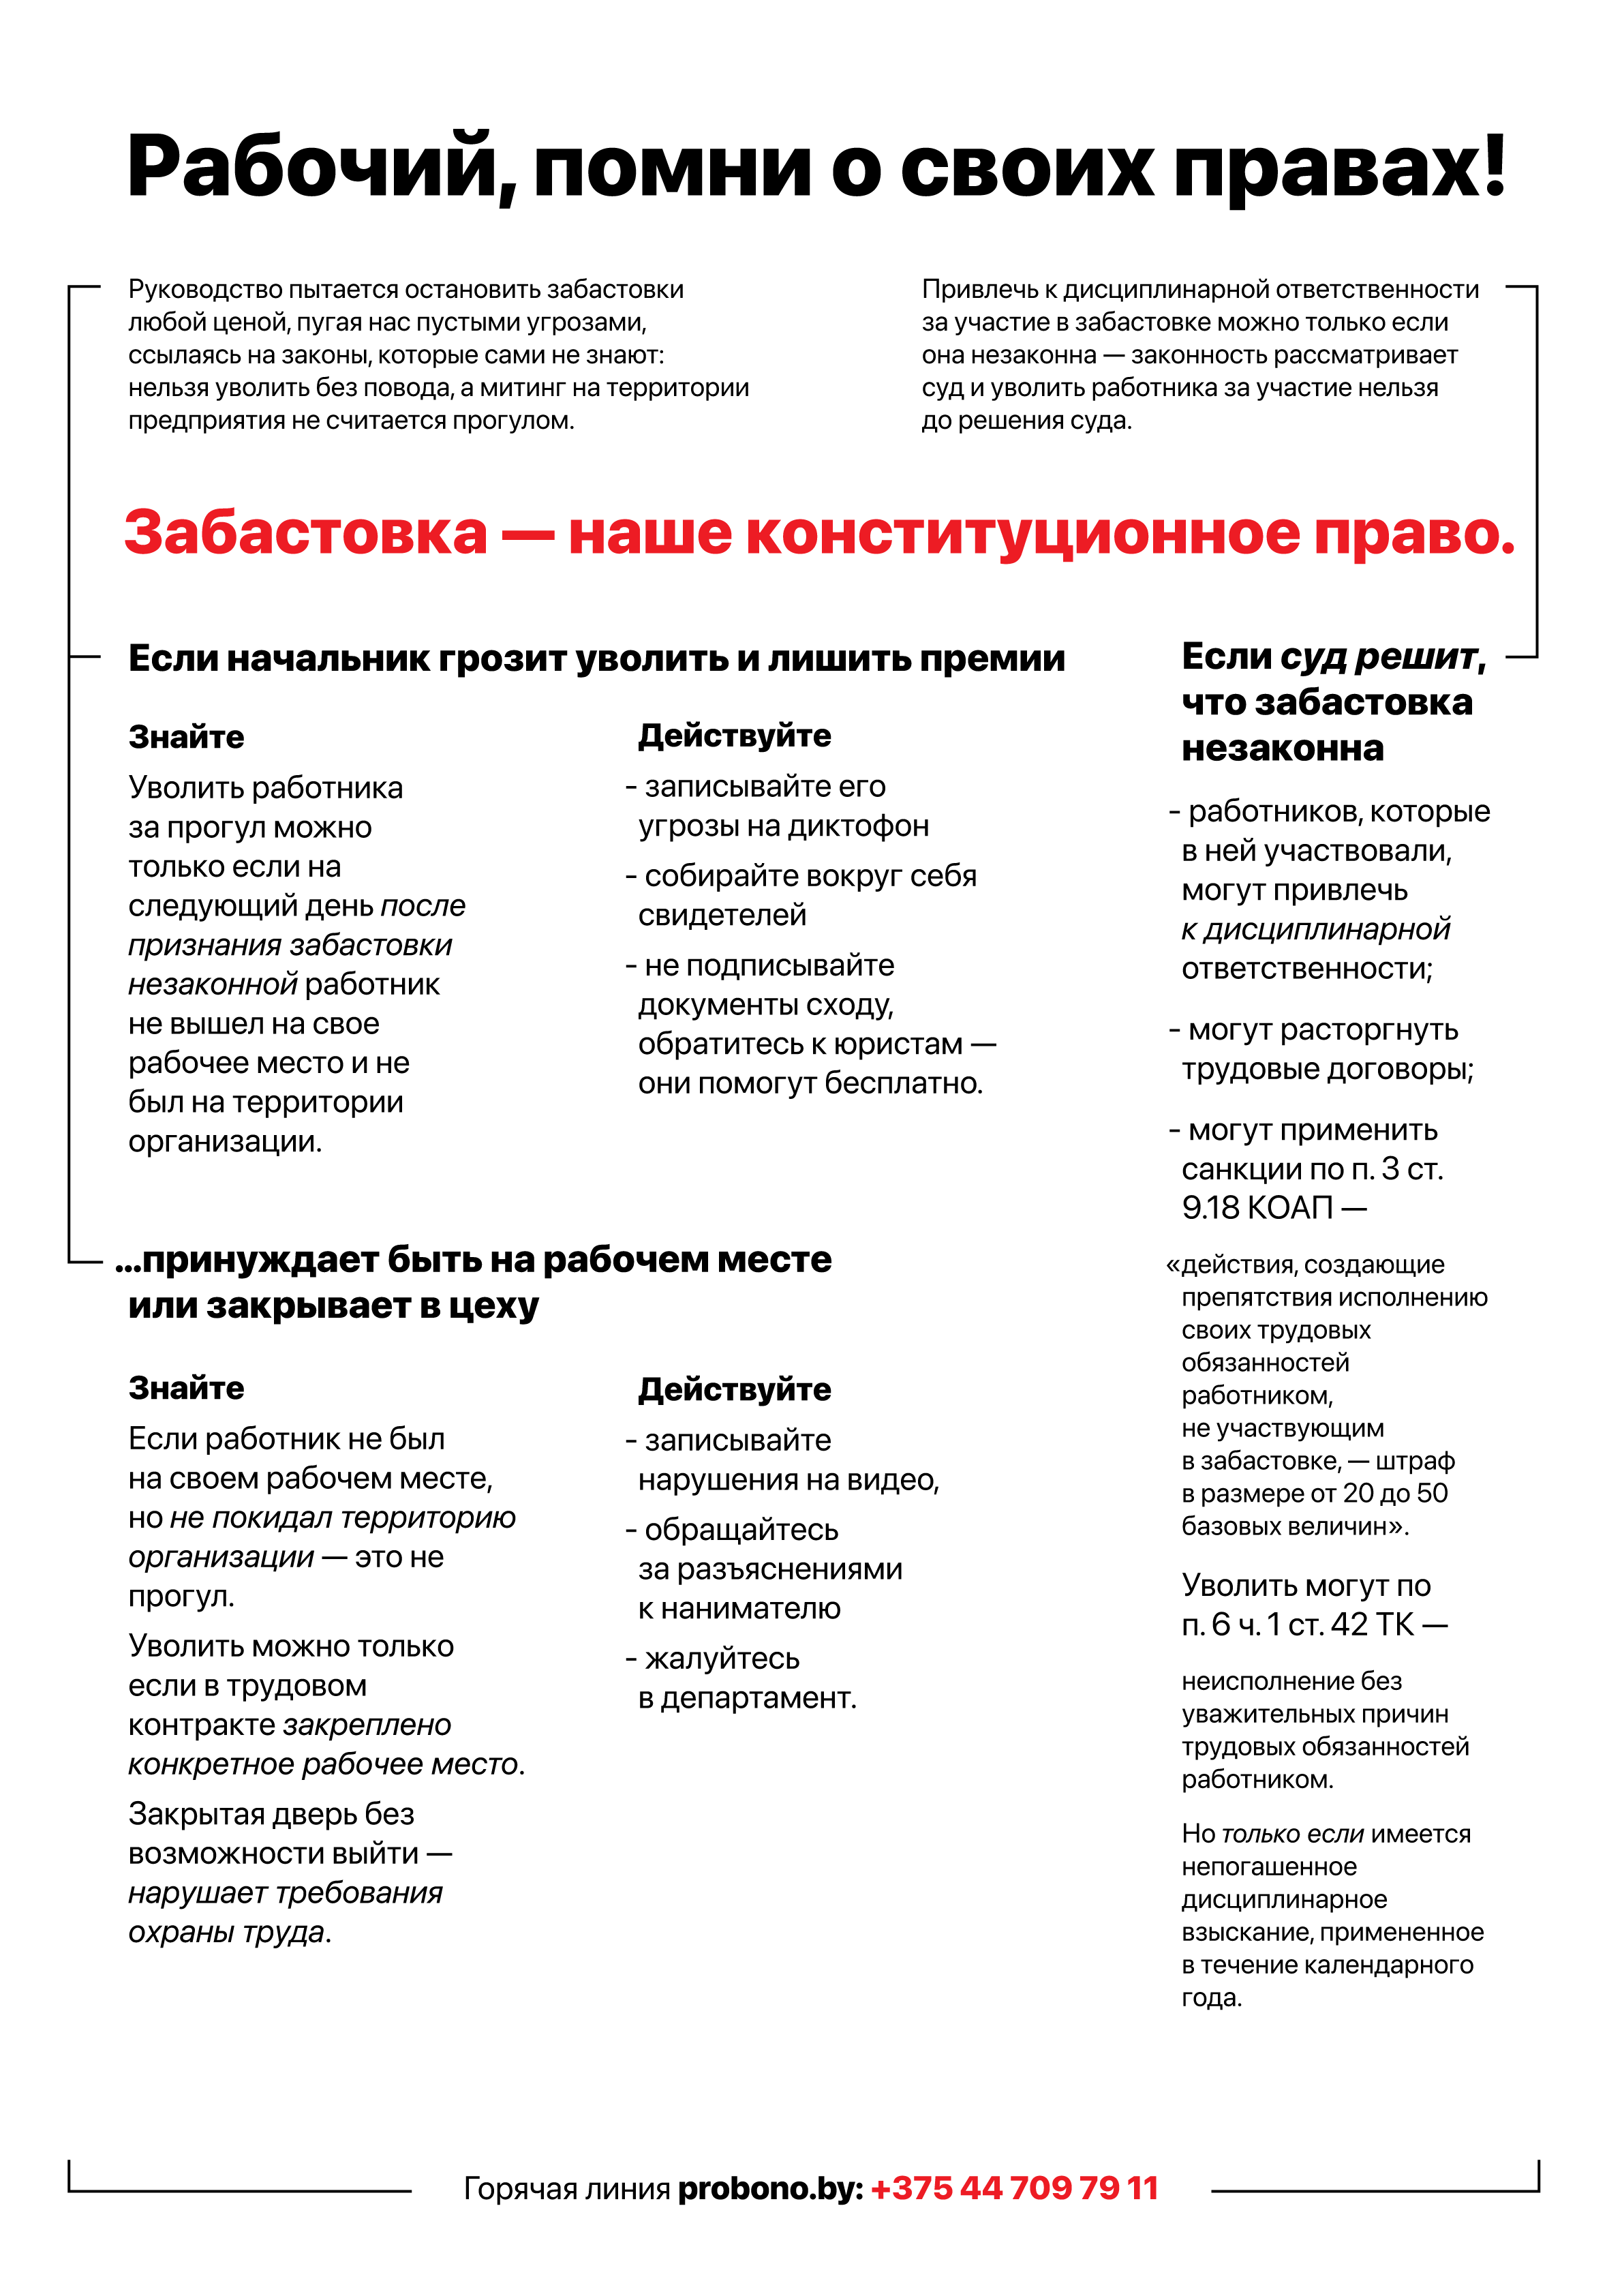 Рабочий, помни о своих правах!
Руководство пытается остановить забастовки
любой ценой, пугая нас пустыми угрозами,
ссылаясь на законы, которые сами не знают:
нельзя уволить без повода, а митинг на территории
предприятия не считается прогулом.
Привлечь к дисциплинарной ответственности
за участие в забастовке можно только если
она незаконна — законность рассматривает
суд и уволить работника за участие нельзя
до решения суда.
Забастовка — наше конституционное право.
Если начальник грозит уволить и лишить премии
Знайте
Уволить работника
за прогул можно
только если на
следующий день после
признания забастовки
незаконной работник
не вышел на свое
рабочее место и не
был на территории
организации.
Действуйте
- записывайте его
угрозы на диктофон
- собирайте вокруг себя
свидетелей
- не подписывайте
документы сходу,
обратитесь к юристам —
они помогут бесплатно.
...принуждает быть на рабочем месте
или закрывает в цеху
Знайте
Если работник не был
на своем рабочем месте,
но не покидал территорию
организации — это не
прогул.
Уволить можно только
если в трудовом
контракте закреплено
конкретное рабочее место.
Закрытая дверь без
возможности выйти —
нарушает требования
охраны труда.
Действуйте
- записывайте
нарушения на видео,
- обращайтесь
за разъяснениями
к нанимателю
- жалуйтесь
в департамент.
Если суд решит,
что забастовка
незаконна
- работников, которые
в ней участвовали,
могут привлечь
к дисциплинарной
ответственности;
- могут расторгнуть
трудовые договоры;
- могут применить
санкции по п. 3 ст.
9.18 КОАП —
«действия, создающие
препятствия исполнению
своих трудовых
обязанностей
работником,
не участвующим
в забастовке, — штраф
в размере от 20 до 50
базовых величин».
Уволить могут по
п. 6 ч. 1 ст. 42 ТК —
неисполнение без
уважительных причин
трудовых обязанностей
работником.
Но только если имеется
непогашенное
дисциплинарное
взыскание, примененное
в течение календарного
года.
Горячая линия probono.by: +375 44 709 79 11